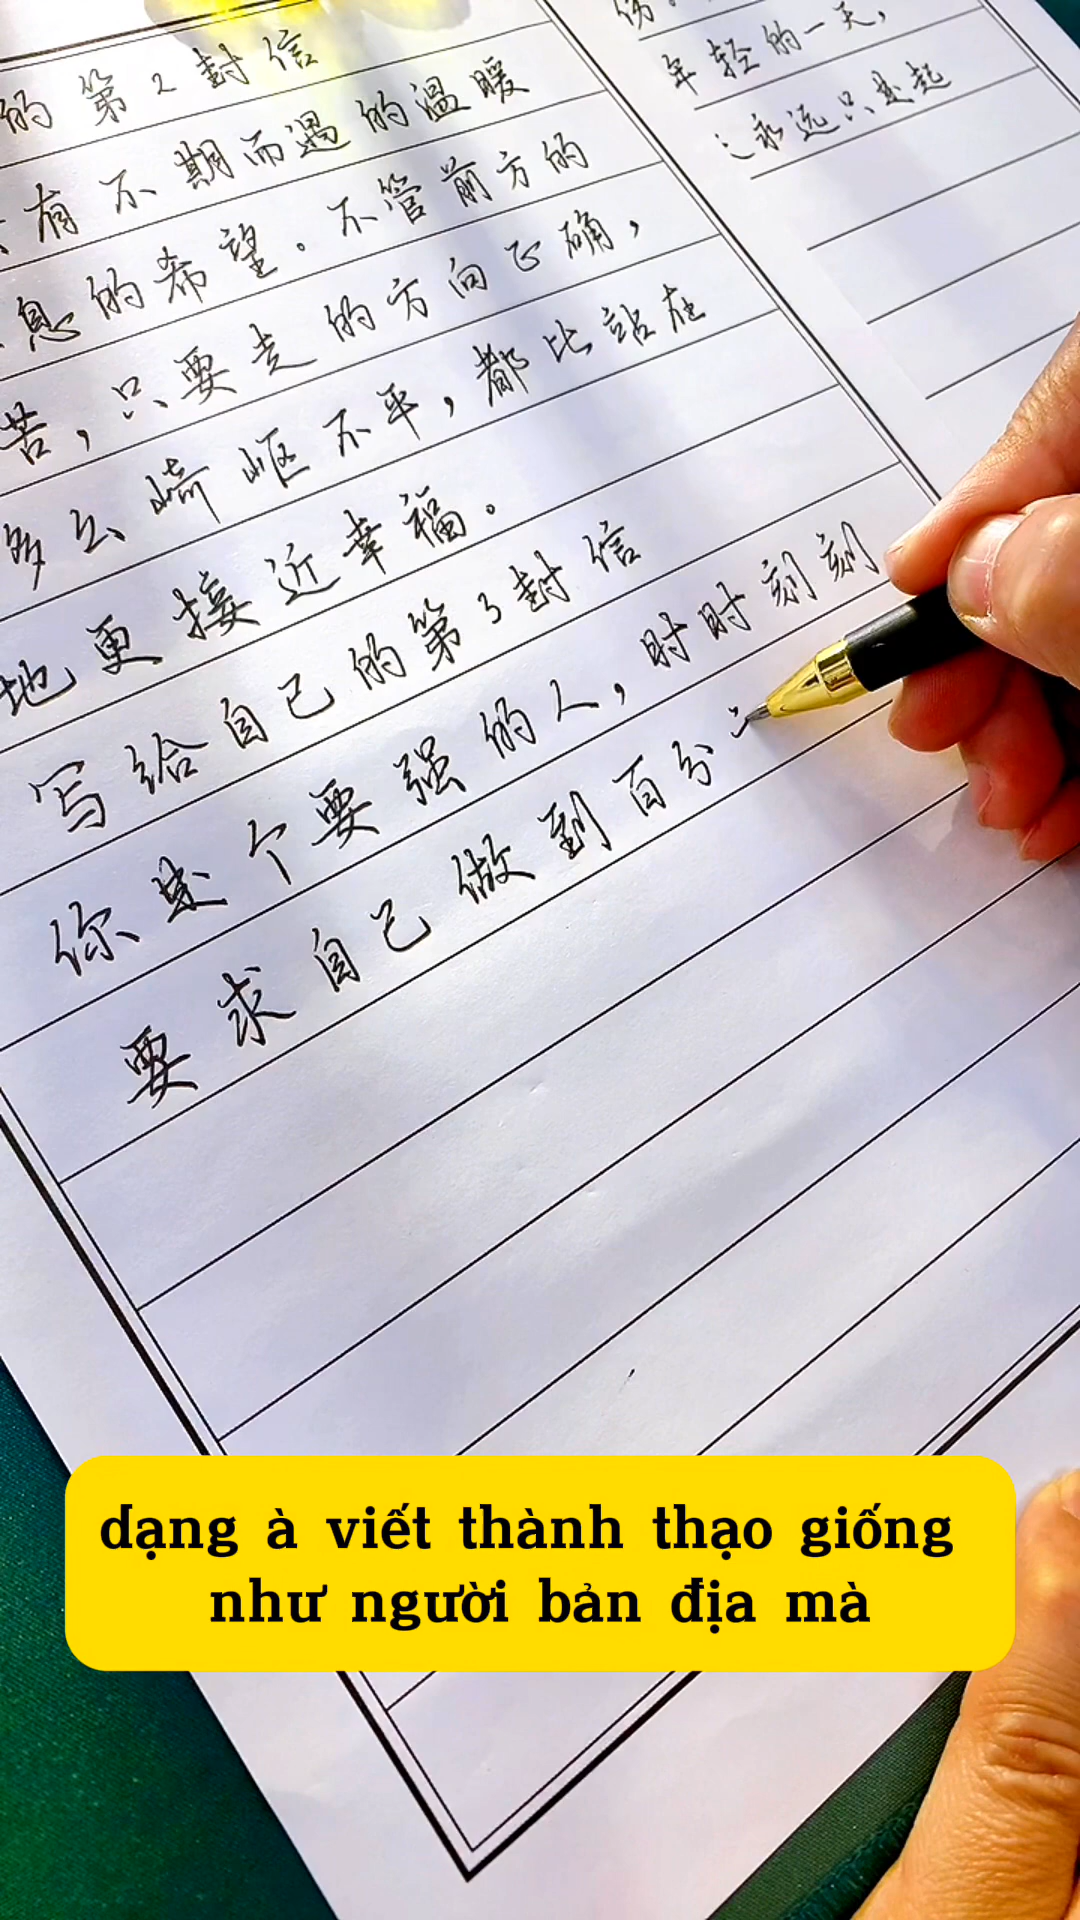 的第2封信
有不期而遇的温暖
息的希望。不管前方的
苦，只要走的方向正确，
多么崎岖不平，都比站在
地更接近幸福。
写给自己的第3封信
你是个要强的人，时时刻刻
要求自己做到百分
伤。
年轻的一天，
永远只是起
dạng à viết thành thạo giống
như người bản địa mà